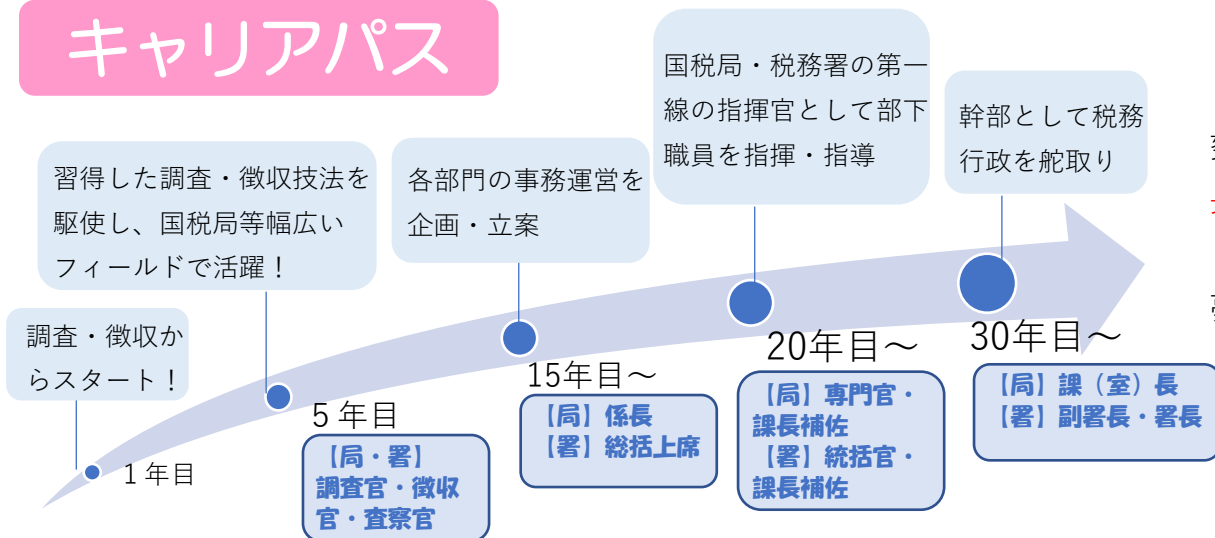 キャリアパス
調査・徴収か
らスタート！
1年目
習得した調査・徴収技法を
駆使し、国税局等幅広い
フィールドで活躍！
５年目
【局・署】
調査官・徴収
官・査察官
各部門の事務運営を
企画・立案
15年目～
【局】係長
【署】総括上席
国税局・税務署の第一
線の指揮官として部下
職員を指揮・指導
20年目～
【局】専門官・
課長補佐
【署】統括官・
課長補佐
幹部として税務
行政を舵取り
30年目～
【局】課（室）長
【署】副署長・署長